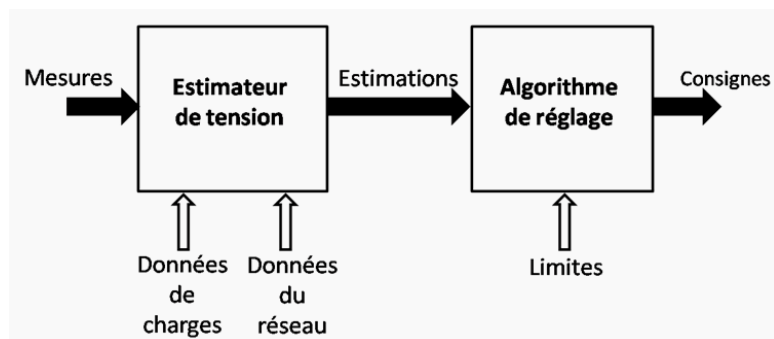 Mesures
Estimateur
de tension
Estimations
Algorithme
de réglage
Consignes
Données
de
charges
Données
du
réseau
Limites